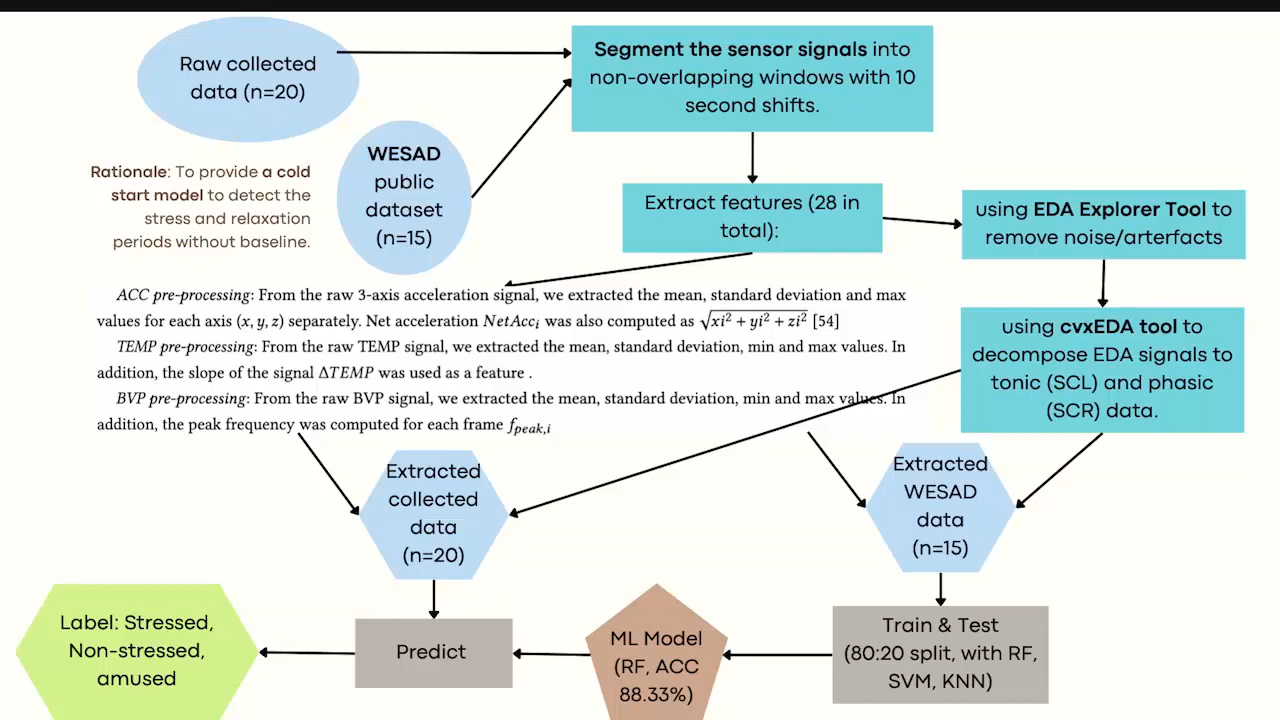 Raw collected
data (n=20)
Segment the sensor signals into
non-overlapping windows with 10
second shifts.
WESAD
public
dataset
(n=15)
Rationale: To provide a cold
start model to detect the
stress and relaxation
periods without baseline.
Extract features (28 in
total):
using EDA Explorer Tool to
remove noise/arterfacts
using cvxEDA tool to
decompose EDA signals to
tonic (SCL) and phasic
(SCR) data.
ACC pre-processing: From the raw 3-axis acceleration signal, we extracted the mean, standard deviation and max
values for each axis (x, y, z) separately. Net acceleration NetAcc_i was also computed as √(xi² + yi² + zi²) [54]
TEMP pre-processing: From the raw TEMP signal, we extracted the mean, standard deviation, min and max values. In
addition, the slope of the signal ΔTEMP was used as a feature .
BVP pre-processing: From the raw BVP signal, we extracted the mean, standard deviation, min and max values. In
addition, the peak frequency was computed for each frame f_peak,i
Extracted
collected
data
(n=20)
Extracted
WESAD
data
(n=15)
Label: Stressed,
Non-stressed,
amused
Predict
ML Model
(RF, ACC
88.33%)
Train & Test
(80:20 split, with RF,
SVM, KNN)